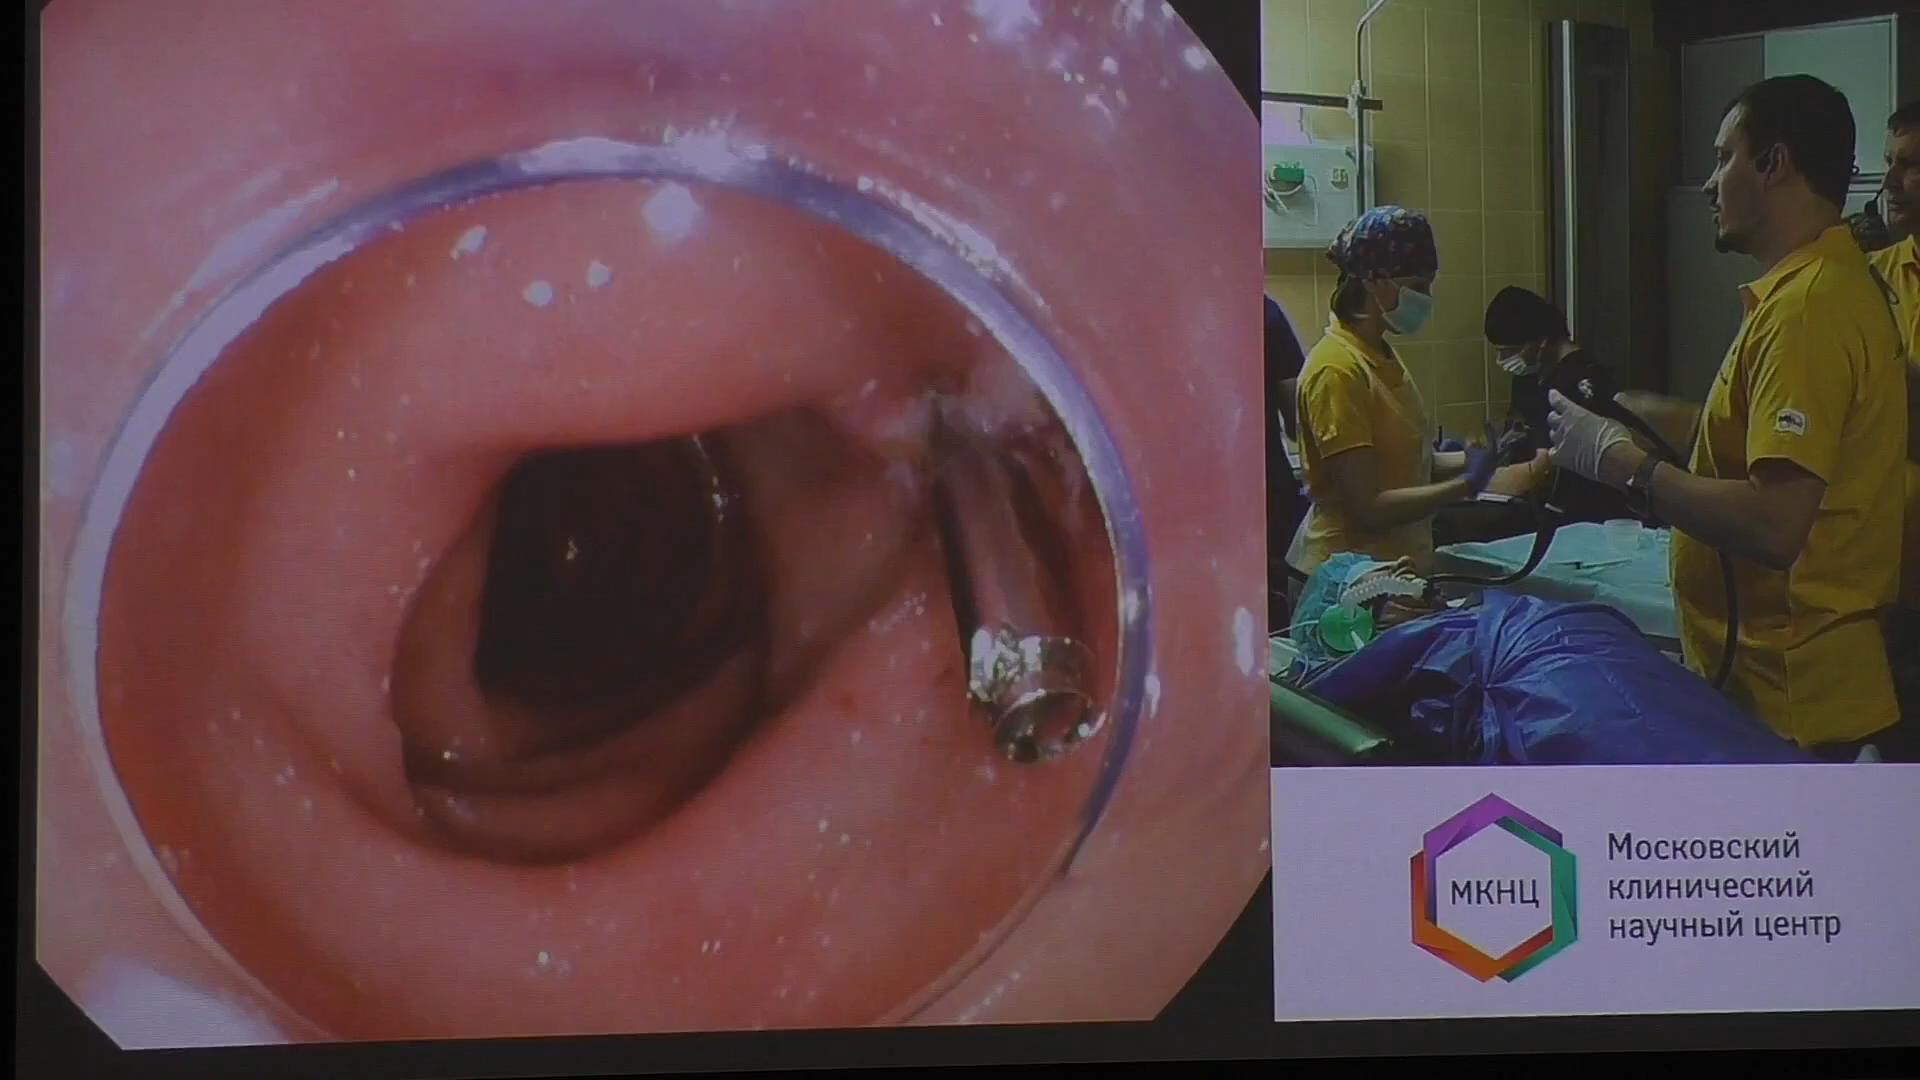 МКНЦ
Московский
клинический
научный центр